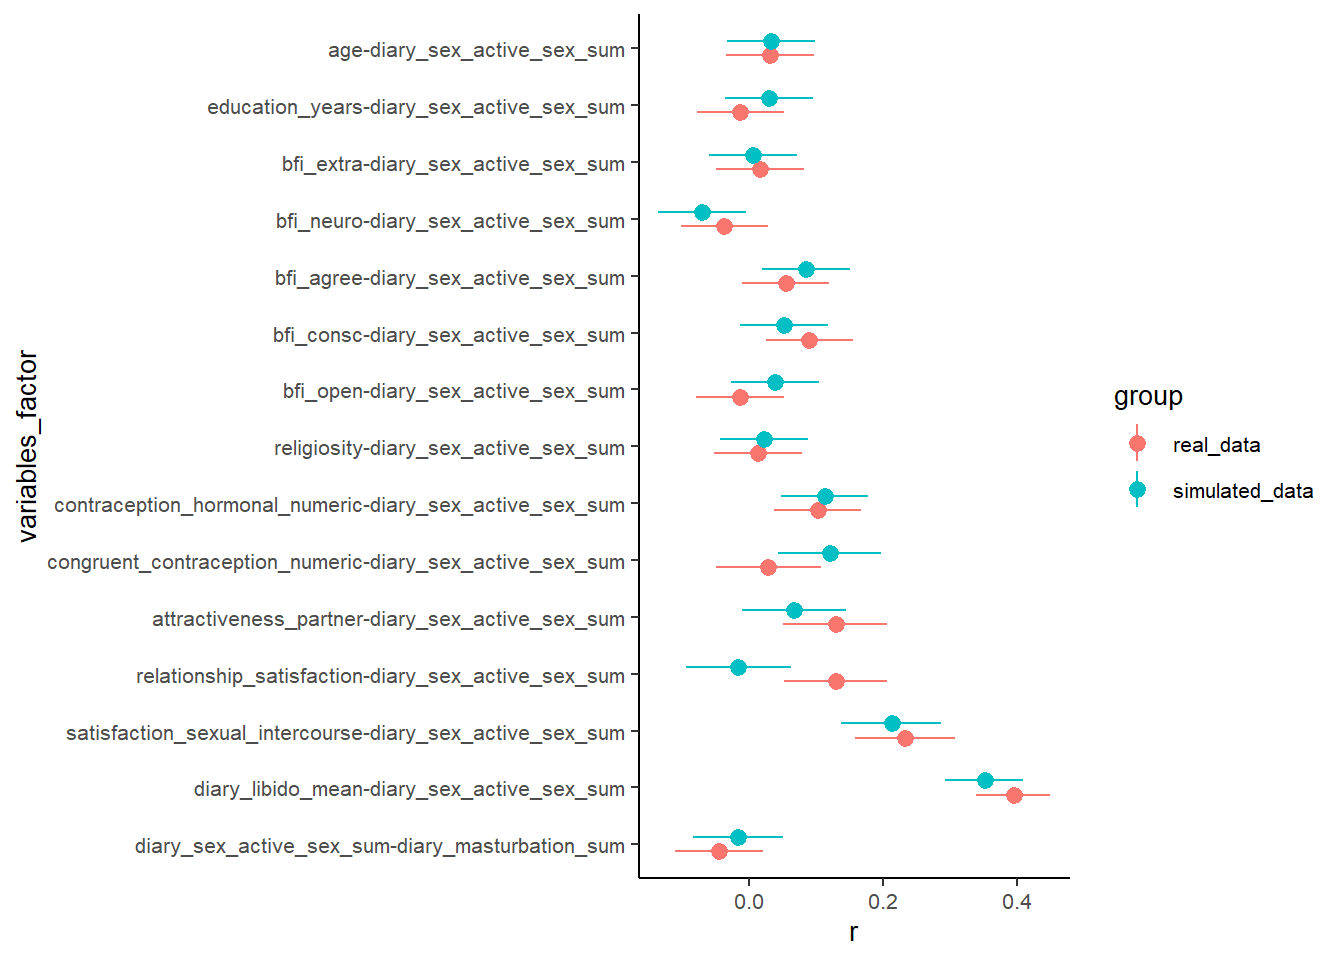 age-diary_sex_active_sex_sum
education_years-diary_sex_active_sex_sum
bfi_extra-diary_sex_active_sex_sum
bfi_neuro-diary_sex_active_sex_sum
bfi_agree-diary_sex_active_sex_sum
bfi_consc-diary_sex_active_sex_sum
bfi_open-diary_sex_active_sex_sum
religiosity-diary_sex_active_sex_sum
contraception_hormonal_numeric-diary_sex_active_sex_sum
congruent_contraception_numeric-diary_sex_active_sex_sum
attractiveness_partner-diary_sex_active_sex_sum
relationship_satisfaction-diary_sex_active_sex_sum
satisfaction_sexual_intercourse-diary_sex_active_sex_sum
diary_libido_mean-diary_sex_active_sex_sum
diary_sex_active_sex_sum-diary_masturbation_sum
variables_factor
0.0 0.2 0.4
r
group
real_data
simulated_data